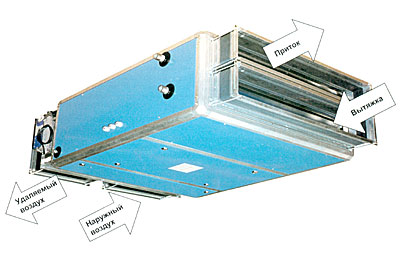 Приток
Вытяжка
Удаляемый
воздух
Наружный
воздух